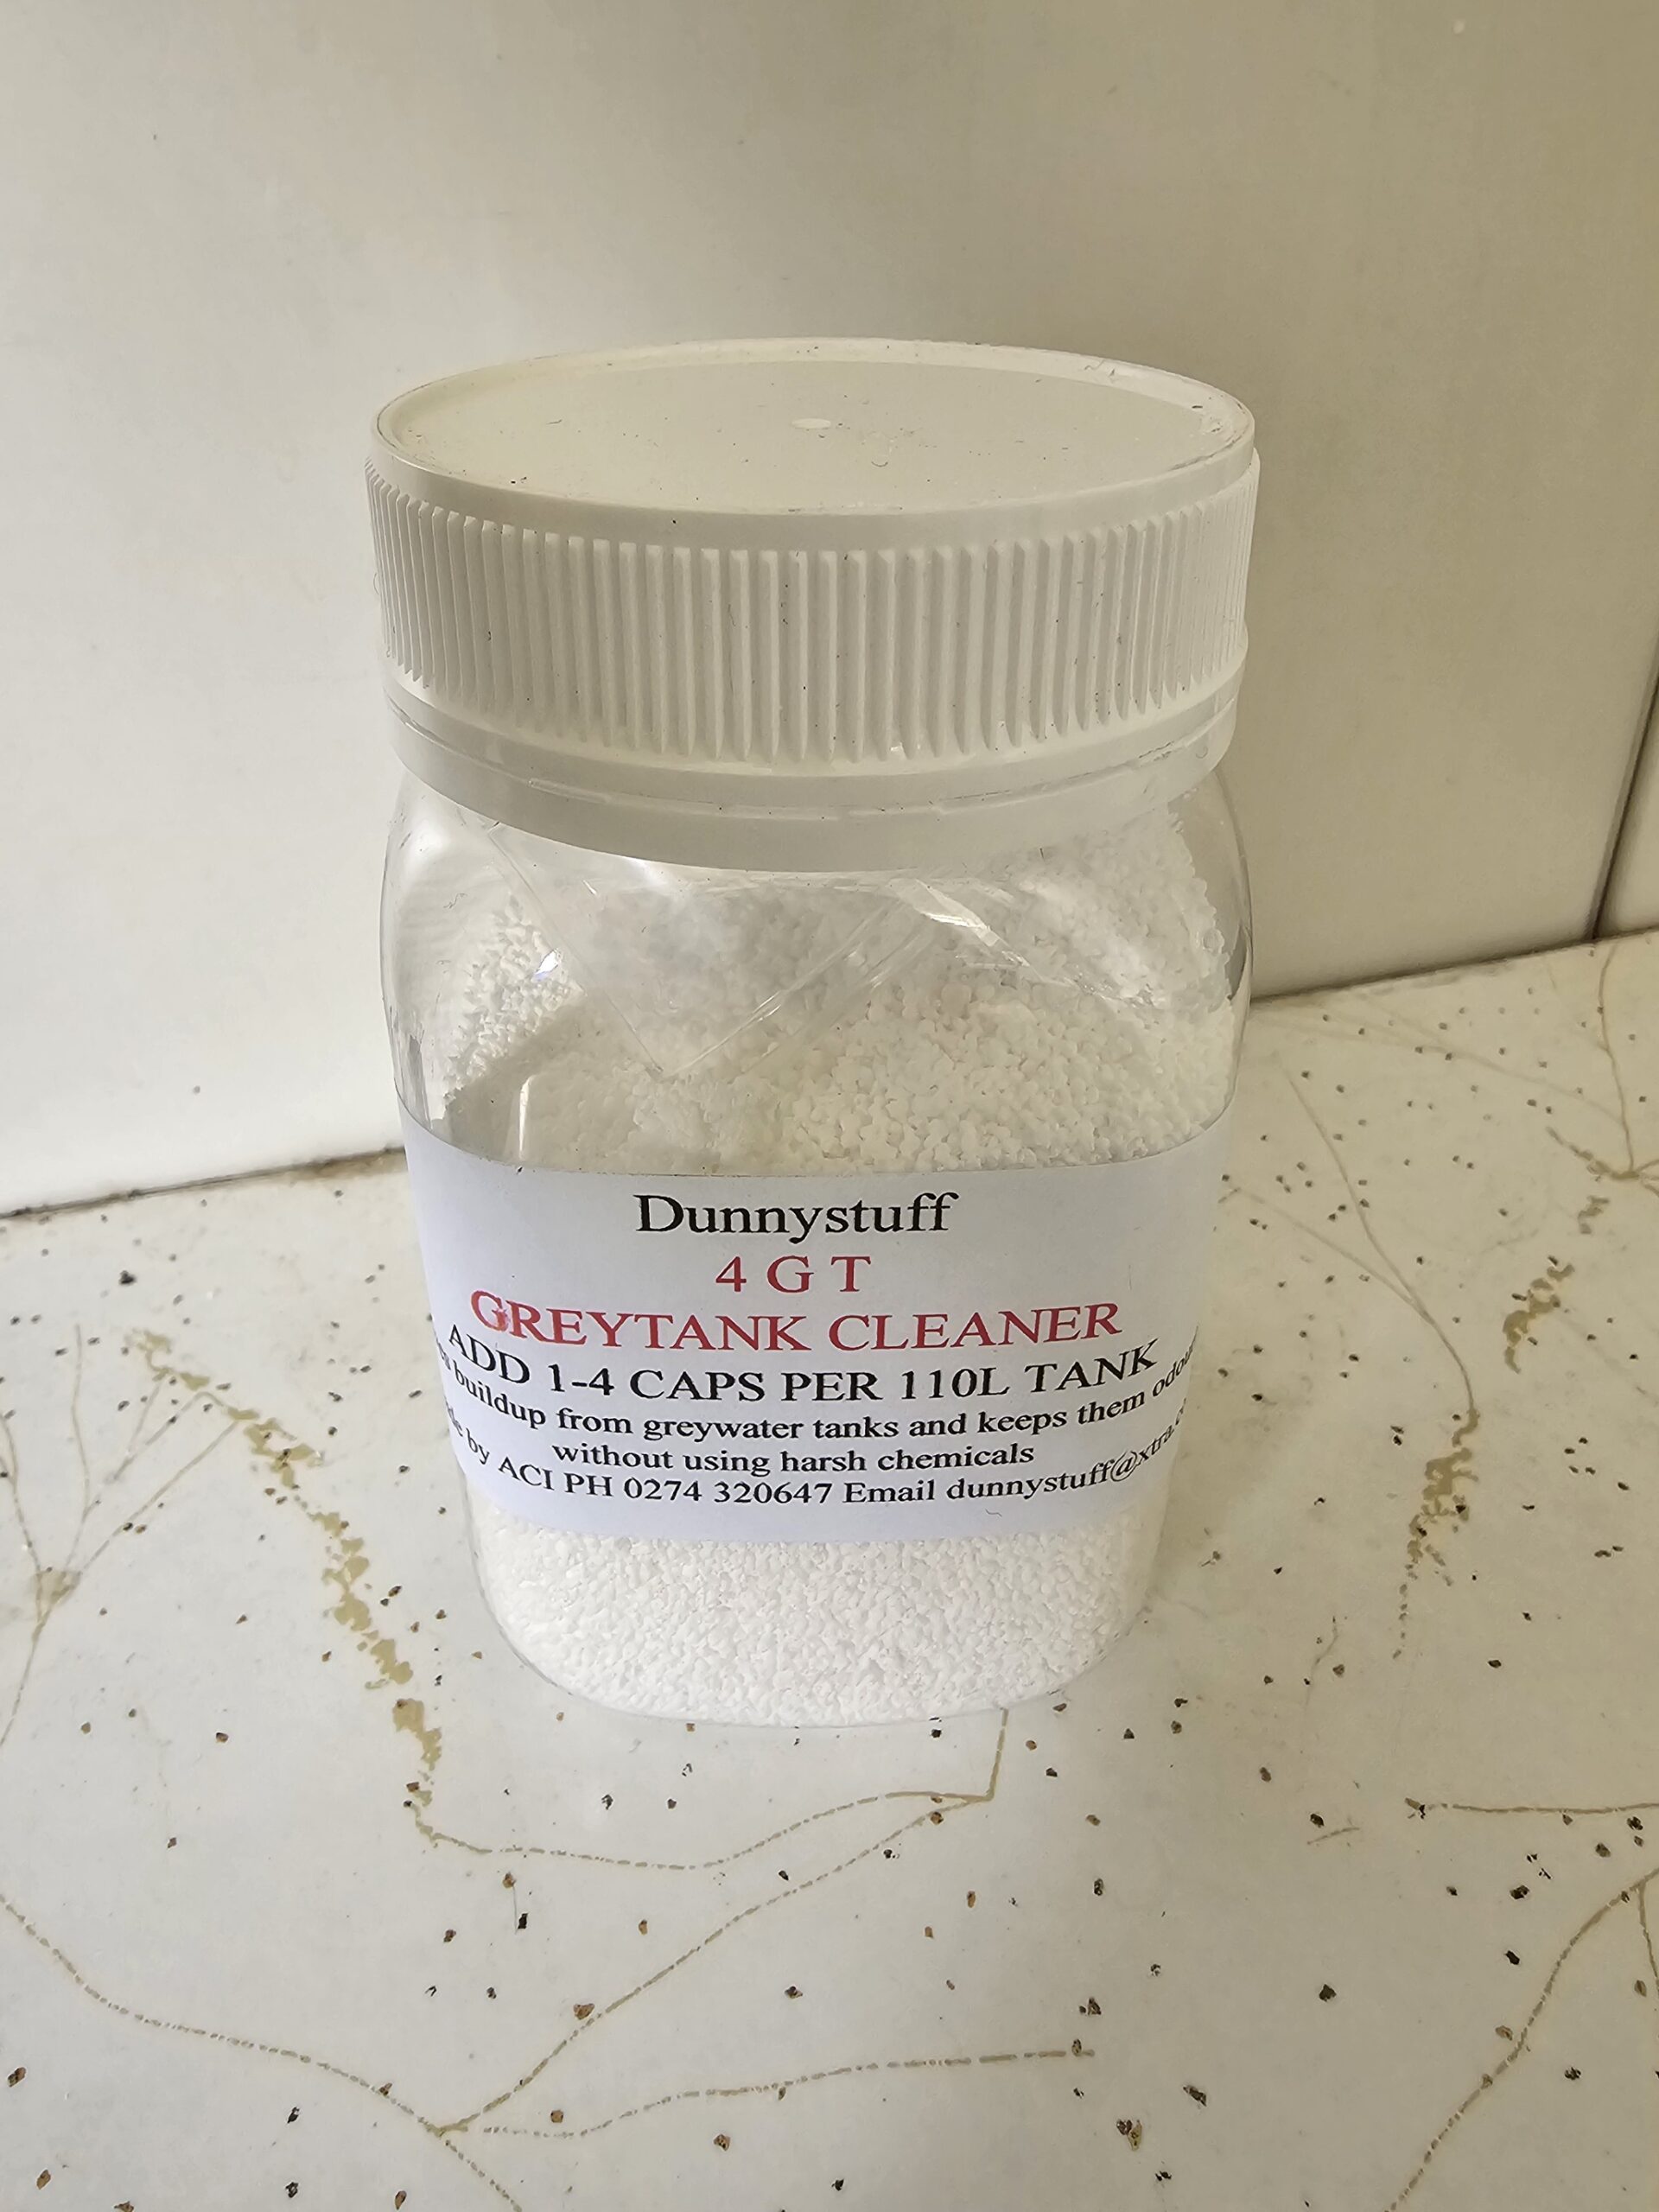 Dunnystuff
4 G T
GREYTANK CLEANER
ADD 1-4 CAPS PER 110L TANK
buildup from greywater tanks and keeps them
without using harsh chemicals
by ACI PH 0274 320647 Email dunnystuff@xtra.c